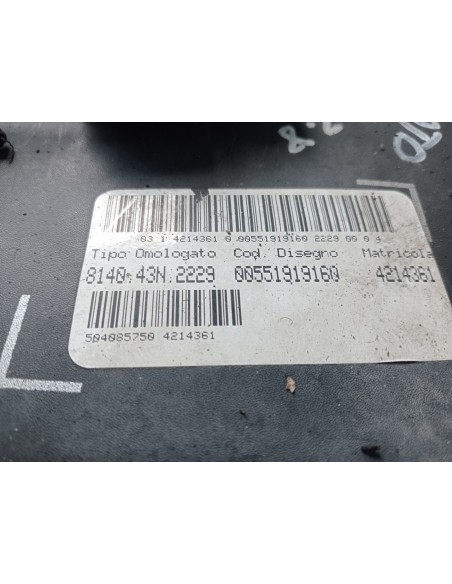 -03 1 4214361 0 00551919160 2229 00 0 4
Tipo Omologato Cod. Disegno Matricola
8140.43N.2229 00551919160 4214361
504085750 4214361